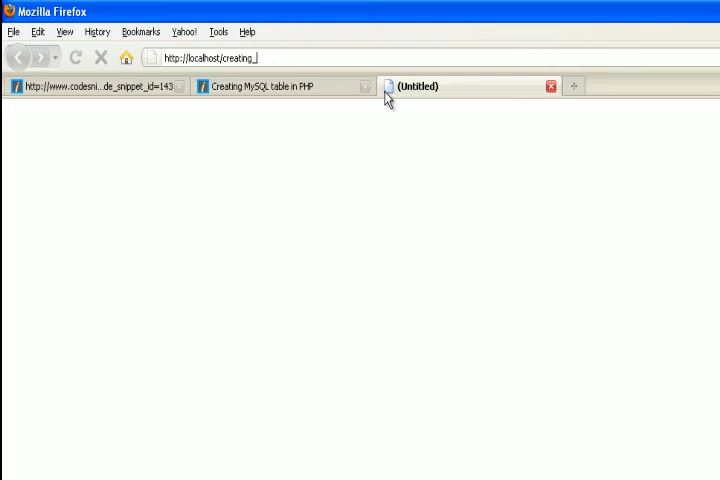 Mozilla Firefox
File Edit View History Bookmarks Yahoo! Tools Help
http://localhost/creating_
http://www.codesni...de_snippet_id=143 Creating MySQL table in PHP (Untitled)